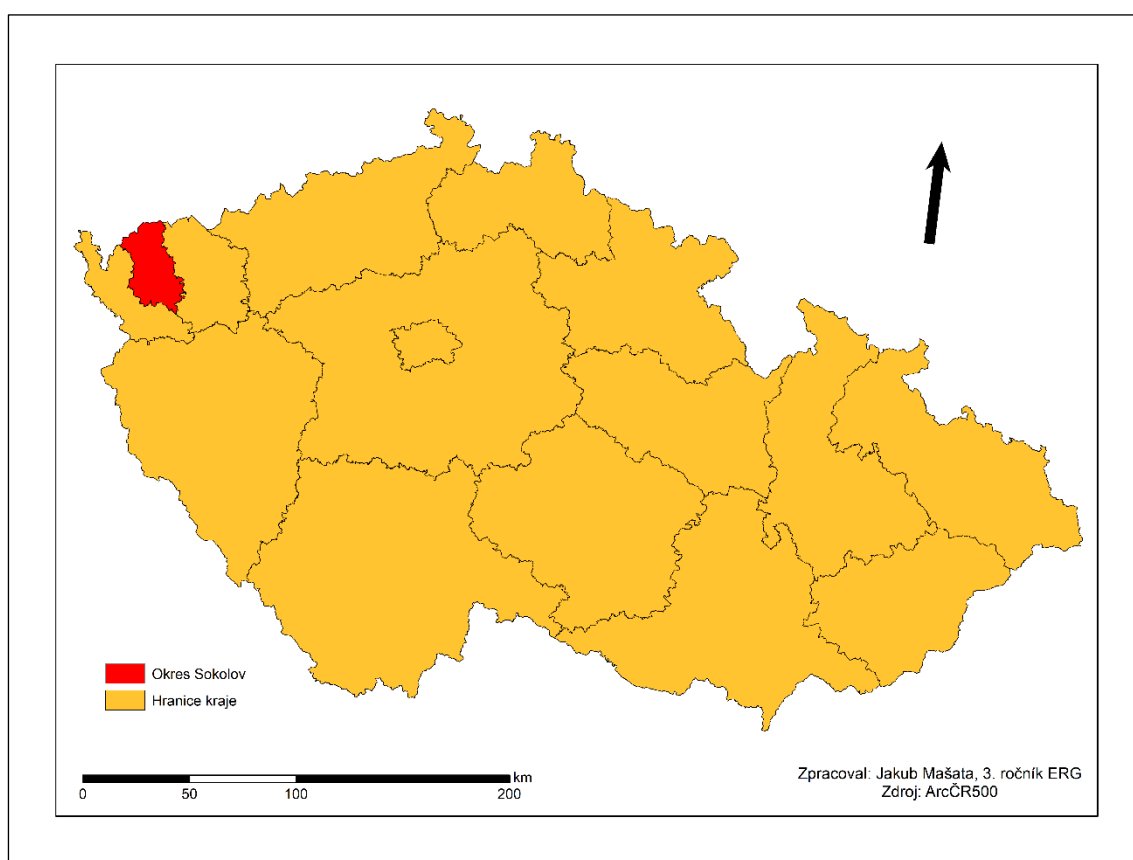 Okres Sokolov
Hranice kraje
km
0 50 100 200
Zpracoval: Jakub Mašata, 3. ročník ERG
Zdroj: ArcČR500